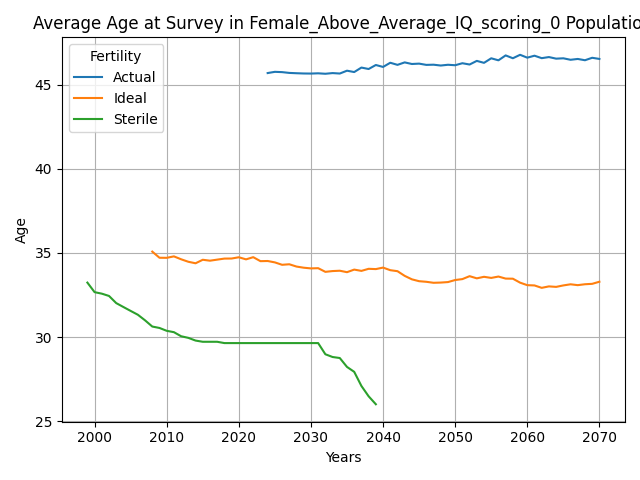 Average Age at Survey in Female_Above_Average_IQ_scoring_0 Populatio
Fertility
Actual
Ideal
Sterile
45
40
35
30
25
Age
2000 2010 2020 2030 2040 2050 2060 2070
Years